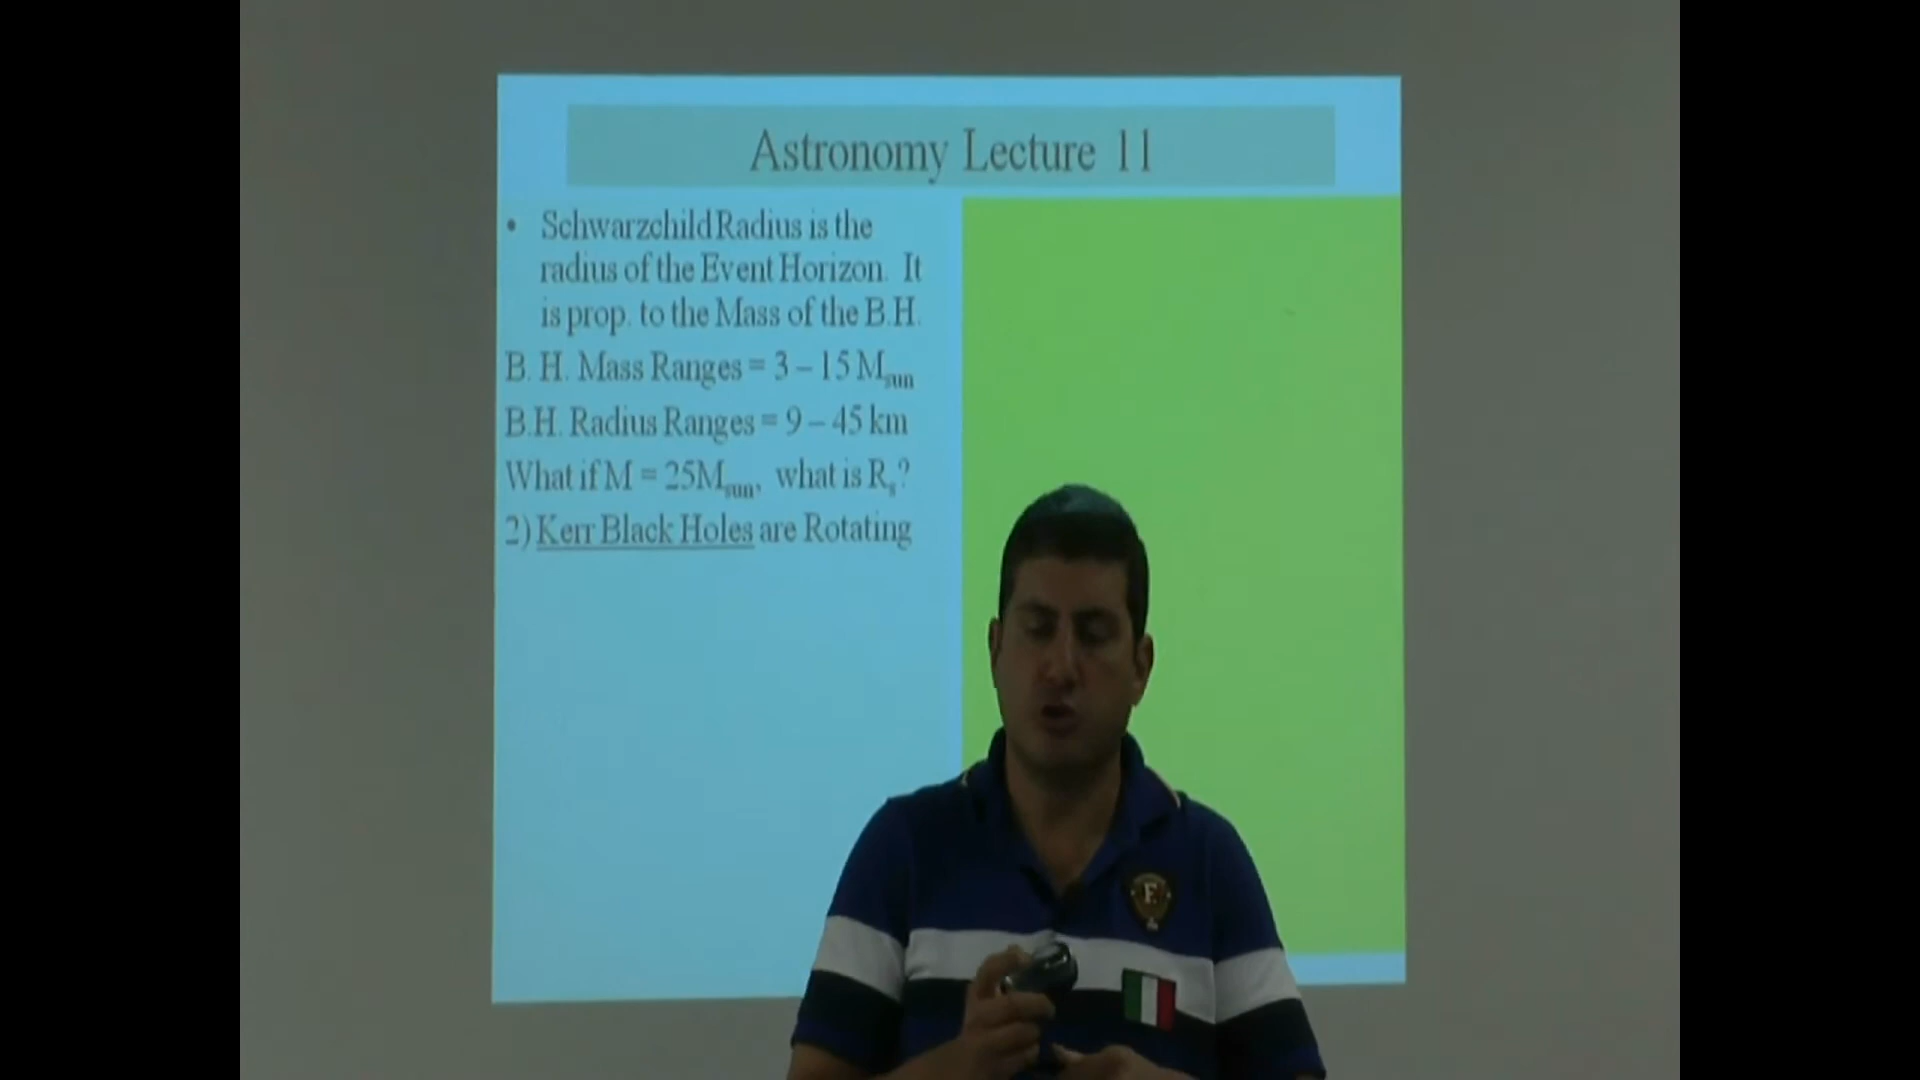 Astronomy Lecture 11
• Schwarzchild Radius is the
radius of the Event Horizon. It
is prop. to the Mass of the B.H.
B. H. Mass Ranges = 3 – 15 Msun
B.H. Radius Ranges = 9 – 45 km
What if M = 25Msun, what is Rs?
2) Kerr Black Holes are Rotating
F